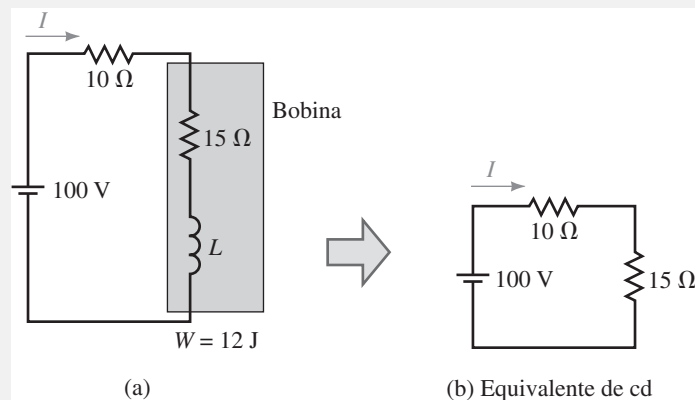 I
10 Ω
Bobina
15 Ω
100 V
L
W = 12 J
(a)
I
10 Ω
100 V
15 Ω
(b) Equivalente de cd